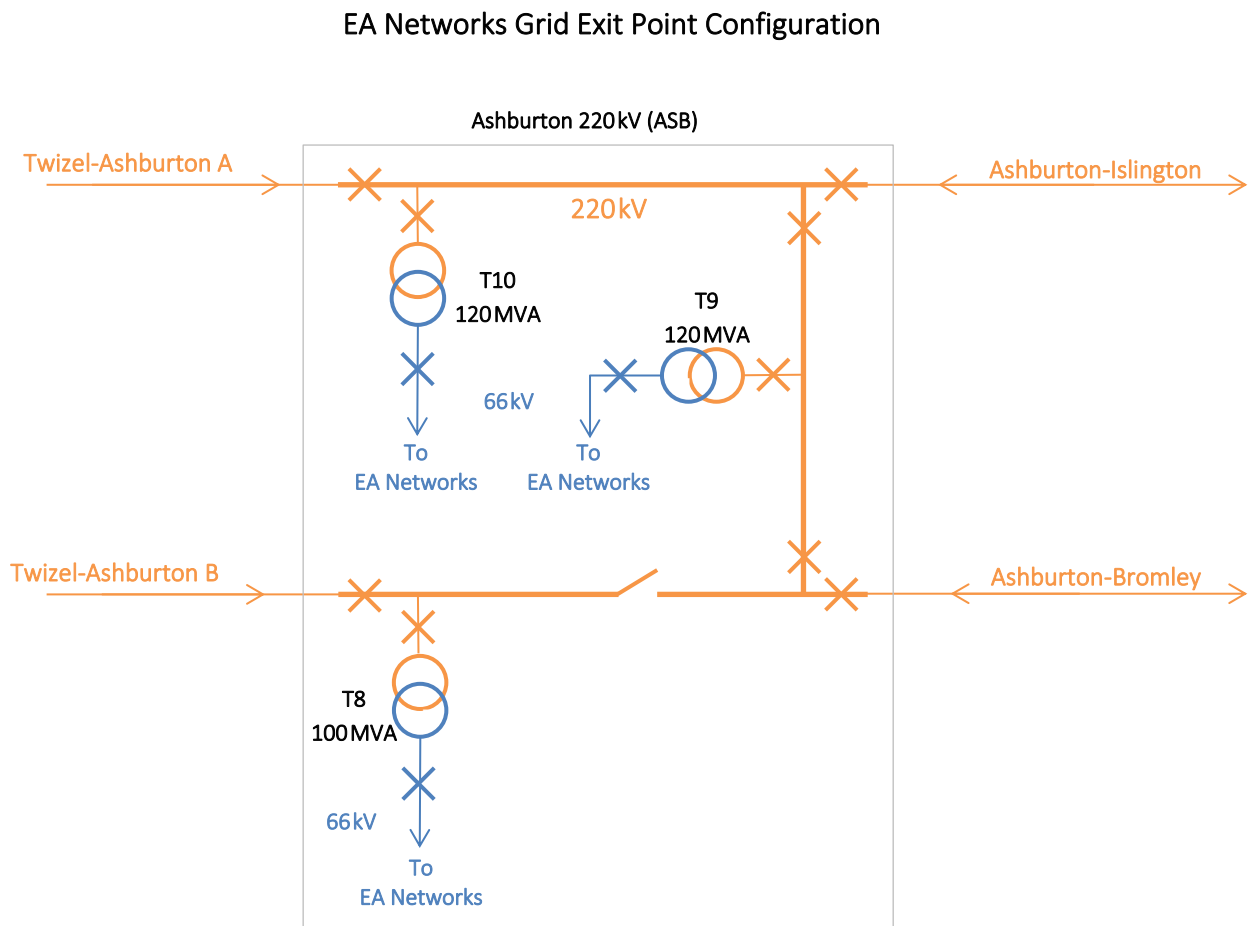 EA Networks Grid Exit Point Configuration
Ashburton 220kV (ASB)
Twizel-Ashburton A
Ashburton-Islington
220kV
T10
120MVA
T9
120MVA
66kV
To
EA Networks
To
EA Networks
Twizel-Ashburton B
Ashburton-Bromley
T8
100MVA
66kV
To
EA Networks